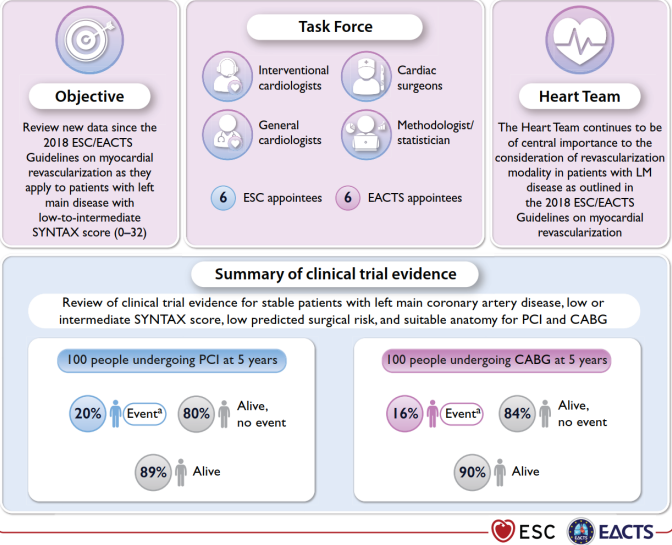 Objective
Review new data since the
2018 ESC/EACTS
Guidelines on myocardial
revascularization as they
apply to patients with left
main disease with
low-to-intermediate
SYNTAX score (0–32)
Task Force
Interventional
cardiologists
Cardiac
surgeons
General
cardiologists
Methodologist/
statistician
6 ESC appointees
6 EACTS appointees
Heart Team
The Heart Team continues to be
of central importance to the
consideration of revascularization
modality in patients with LM
disease as outlined in
the 2018 ESC/EACTS
Guidelines on myocardial
revascularization
Summary of clinical trial evidence
Review of clinical trial evidence for stable patients with left main coronary artery disease, low or
intermediate SYNTAX score, low predicted surgical risk, and suitable anatomy for PCI and CABG
100 people undergoing PCI at 5 years
20% Eventᵃ
80% Alive,
no event
89% Alive
100 people undergoing CABG at 5 years
16% Eventᵃ
84% Alive,
no event
90% Alive
ESC
EACTS